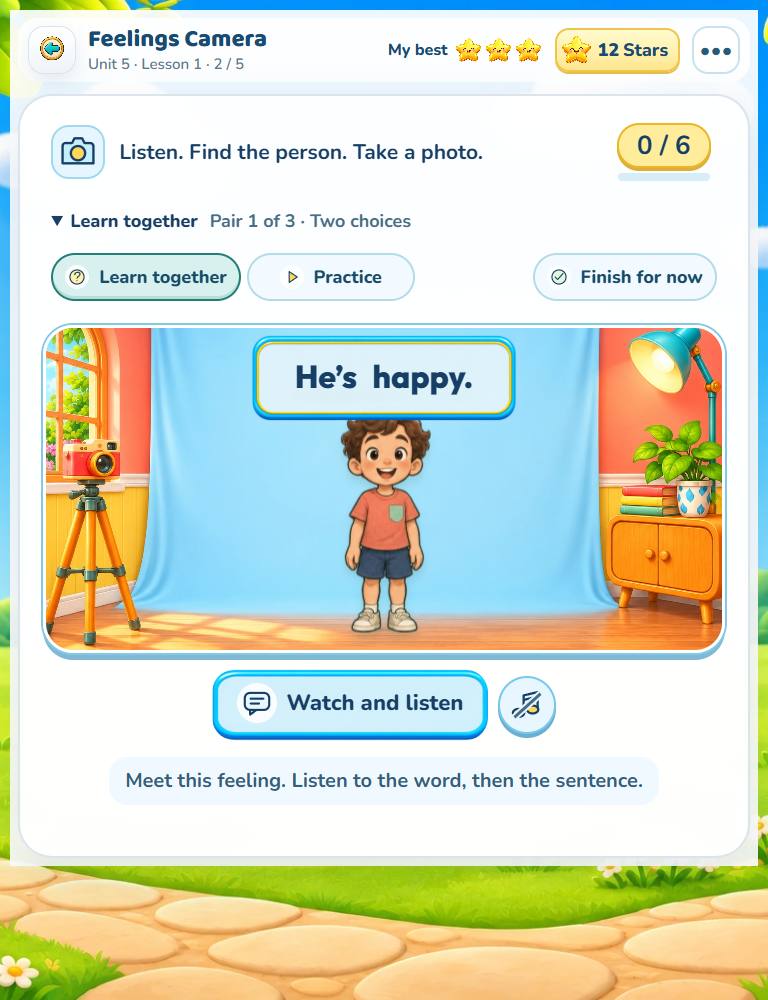 Feelings Camera
Unit 5 · Lesson 1 · 2 / 5
My best
12 Stars
Listen. Find the person. Take a photo.
0 / 6
Learn together Pair 1 of 3 · Two choices
Learn together
Practice
Finish for now
He's happy.
Watch and listen
Meet this feeling. Listen to the word, then the sentence.